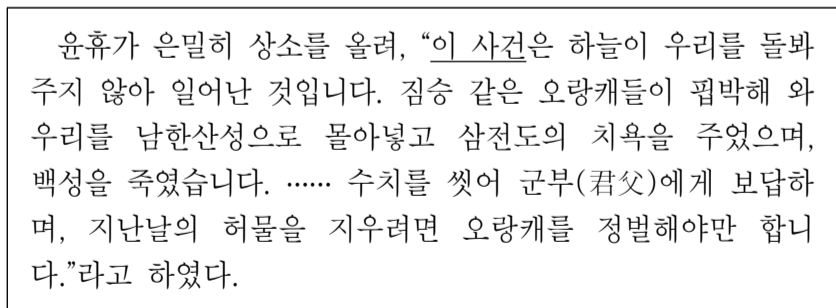 윤휴가 은밀히 상소를 올려, “이 사건은 하늘이 우리를 돌봐
주지 않아 일어난 것입니다. 짐승 같은 오랑캐들이 핍박해 와
우리를 남한산성으로 몰아넣고 삼전도의 치욕을 주었으며,
백성을 죽였습니다. …… 수치를 씻어 군부(君父)에게 보답하
며, 지난날의 허물을 지우려면 오랑캐를 정벌해야만 합니
다.”라고 하였다.